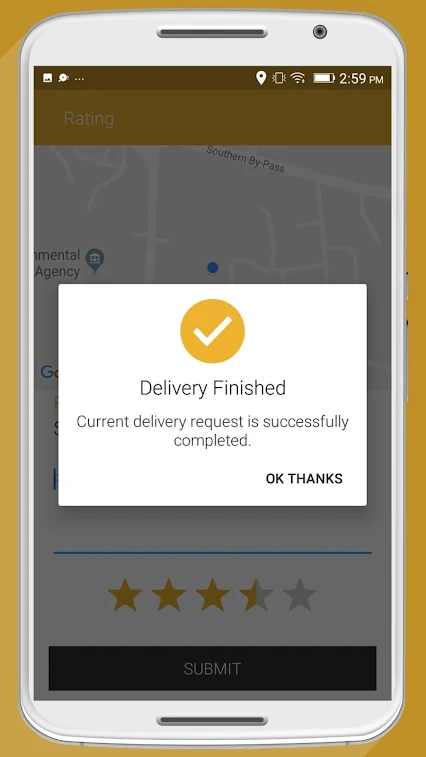 2:59 PM
Rating
Southern By-Pass
nmental
Agency
Delivery Finished
Current delivery request is successfully
completed.
OK THANKS
SUBMIT